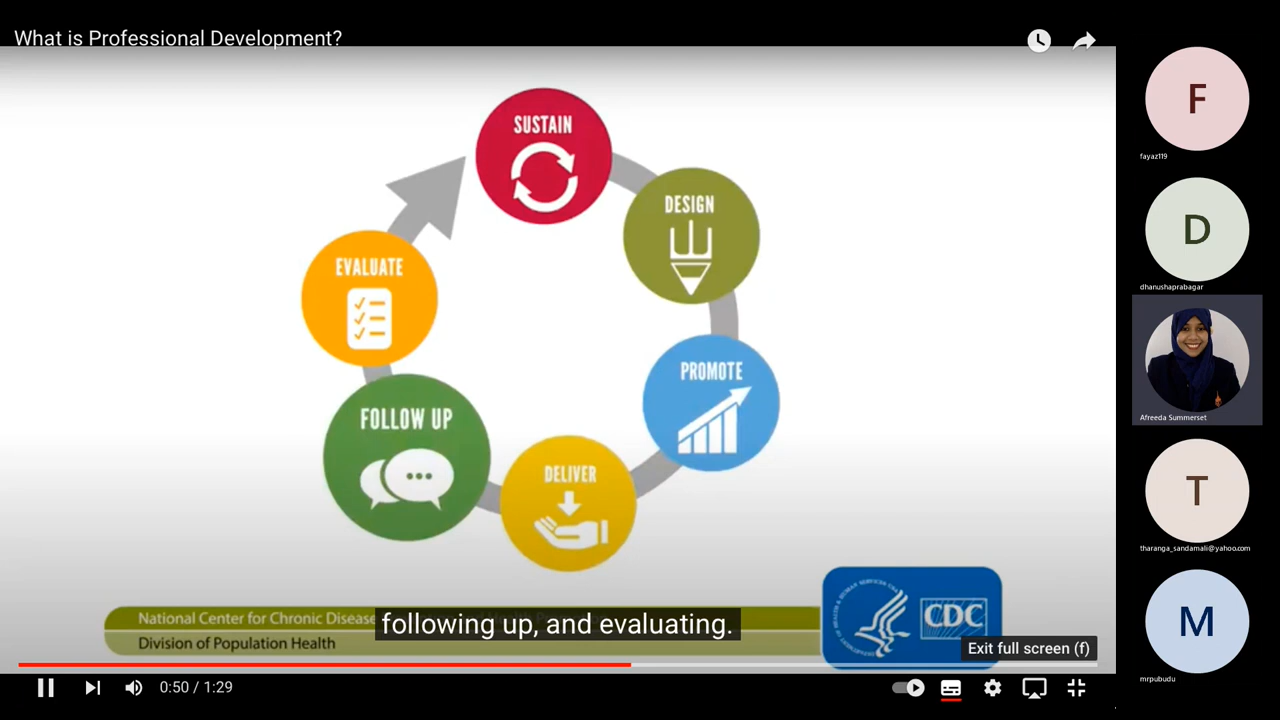 What is Professional Development?
SUSTAIN
DESIGN
PROMOTE
DELIVER
FOLLOW UP
EVALUATE
National Center for Chronic Disease
Division of Population Health
following up, and evaluating.
CDC
Exit full screen (f)
0:50 / 1:29
F
fayaz119
D
dhanushaprabagar
Afreeda Summerset
T
tharanga_sandamali@yahoo.com
M
mrpubudu